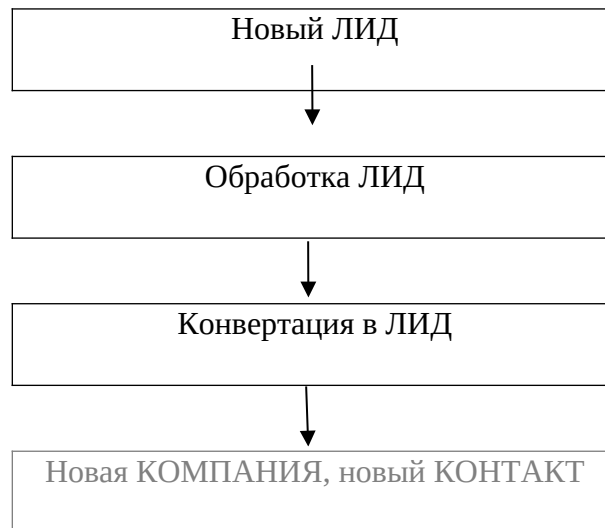 Новый ЛИД
Обработка ЛИД
Конвертация в ЛИД
Новая КОМПАНИЯ, новый КОНТАКТ